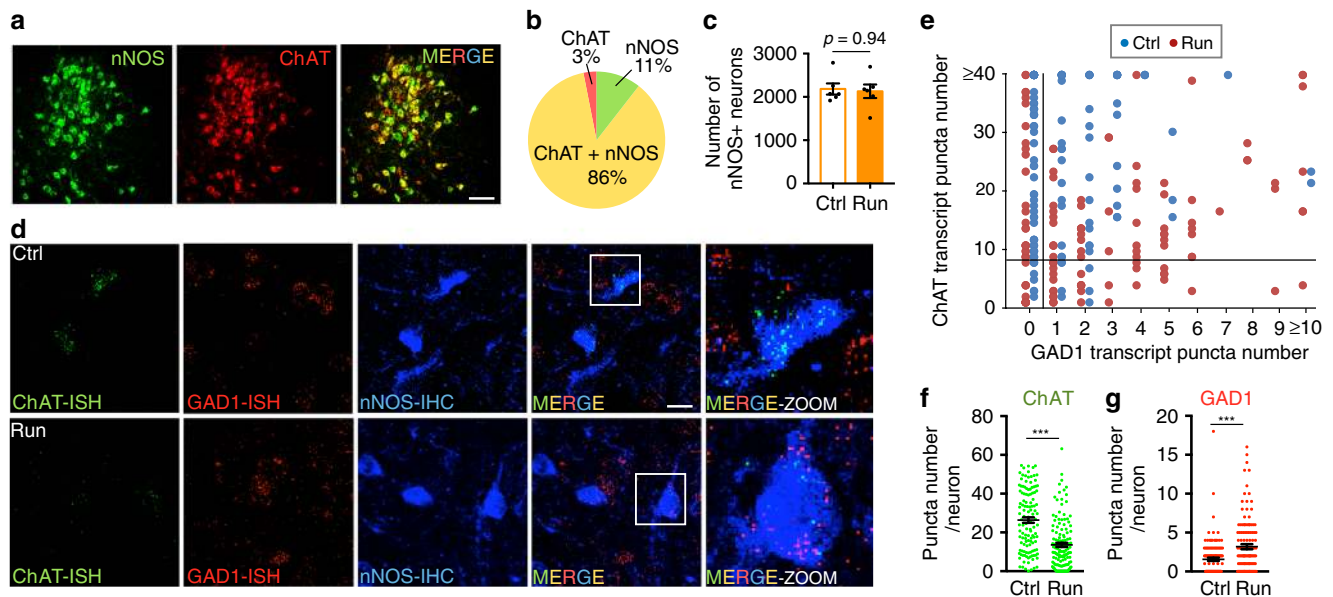 a
nNOS
ChAT
MERGE
b
ChAT
3%
nNOS
11%
ChAT + nNOS
86%
c
p = 0.94
Number of
nNOS+ neurons
3000
2000
1000
0
Ctrl Run
d
Ctrl
ChAT-ISH
GAD1-ISH
nNOS-IHC
MERGE
MERGE-ZOOM
Run
ChAT-ISH
GAD1-ISH
nNOS-IHC
MERGE
MERGE-ZOOM
e
Ctrl Run
ChAT transcript puncta number
≥40
30
20
10
0
0 1 2 3 4 5 6 7 8 9 ≥10
GAD1 transcript puncta number
f
ChAT
Puncta number
/neuron
80
60
40
20
0
***
Ctrl Run
g
GAD1
Puncta number
/neuron
20
15
10
5
0
***
Ctrl Run